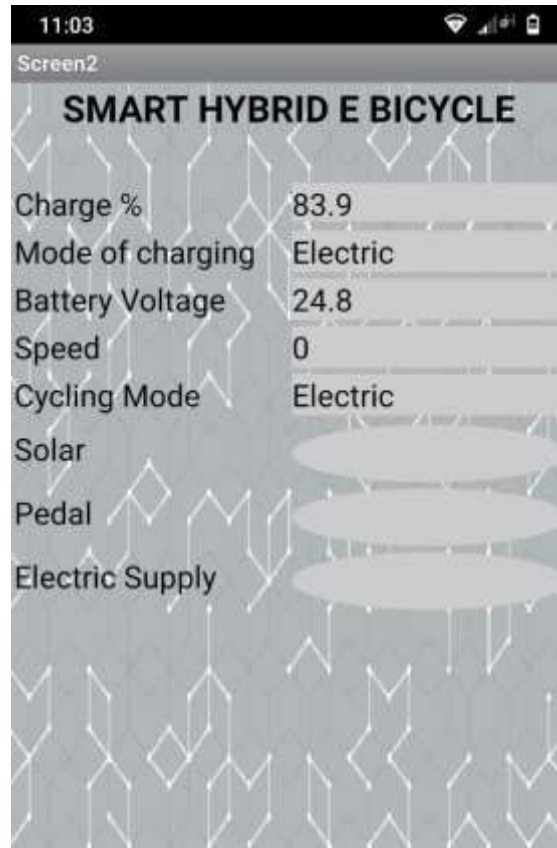 11:03
Screen2
SMART HYBRID E BICYCLE
Charge % 83.9
Mode of charging Electric
Battery Voltage 24.8
Speed 0
Cycling Mode Electric
Solar
Pedal
Electric Supply